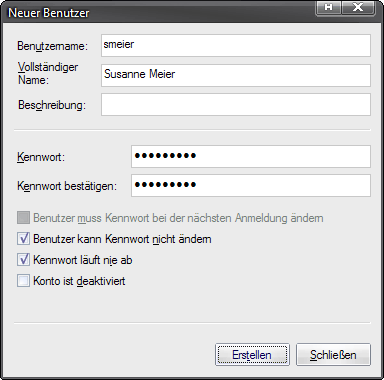 Neuer Benutzer
Benutzername:
smeier
Vollständiger
Name:
Susanne Meier
Beschreibung:
Kennwort:
●●●●●●●●●
Kennwort bestätigen:
●●●●●●●●●
Benutzer muss Kennwort bei der nächsten Anmeldung ändern
Benutzer kann Kennwort nicht ändern
Kennwort läuft nie ab
Konto ist deaktiviert
Erstellen
Schließen